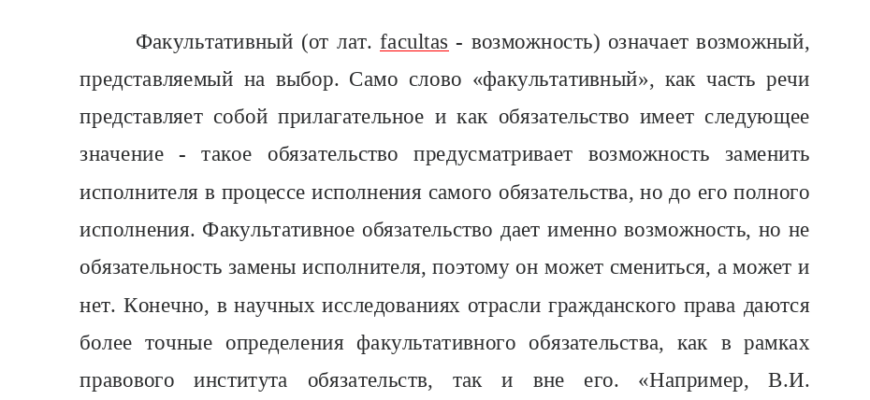 Факультативный (от лат. facultas - возможность) означает возможный,
представляемый на выбор. Само слово «факультативный», как часть речи
представляет собой прилагательное и как обязательство имеет следующее
значение - такое обязательство предусматривает возможность заменить
исполнителя в процессе исполнения самого обязательства, но до его полного
исполнения. Факультативное обязательство дает именно возможность, но не
обязательность замены исполнителя, поэтому он может смениться, а может и
нет. Конечно, в научных исследованиях отрасли гражданского права даются
более точные определения факультативного обязательства, как в рамках
правового института обязательств, так и вне его. «Например, В.И.